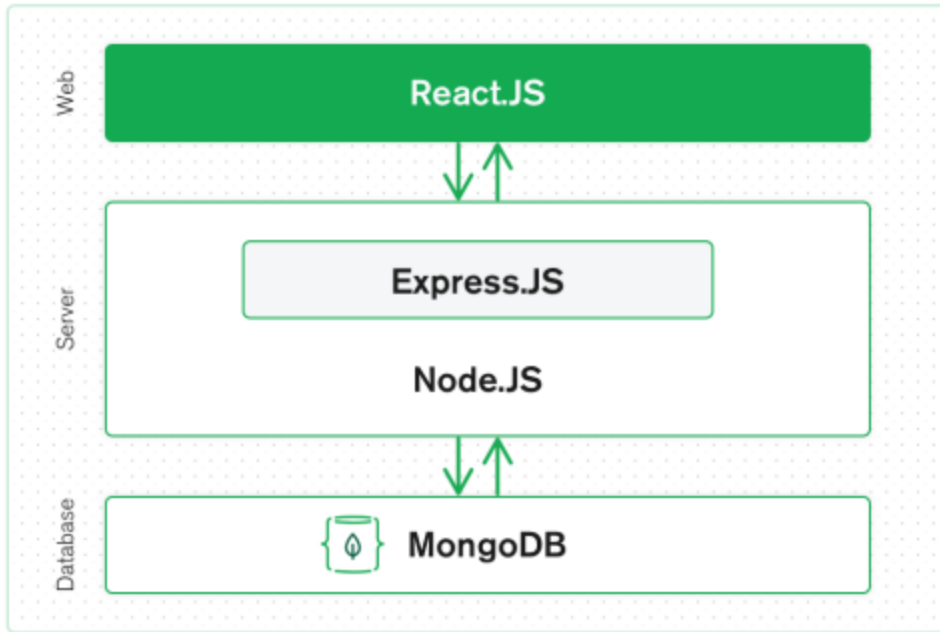 Web
React.JS
Server
Express.JS
Node.JS
Database
MongoDB